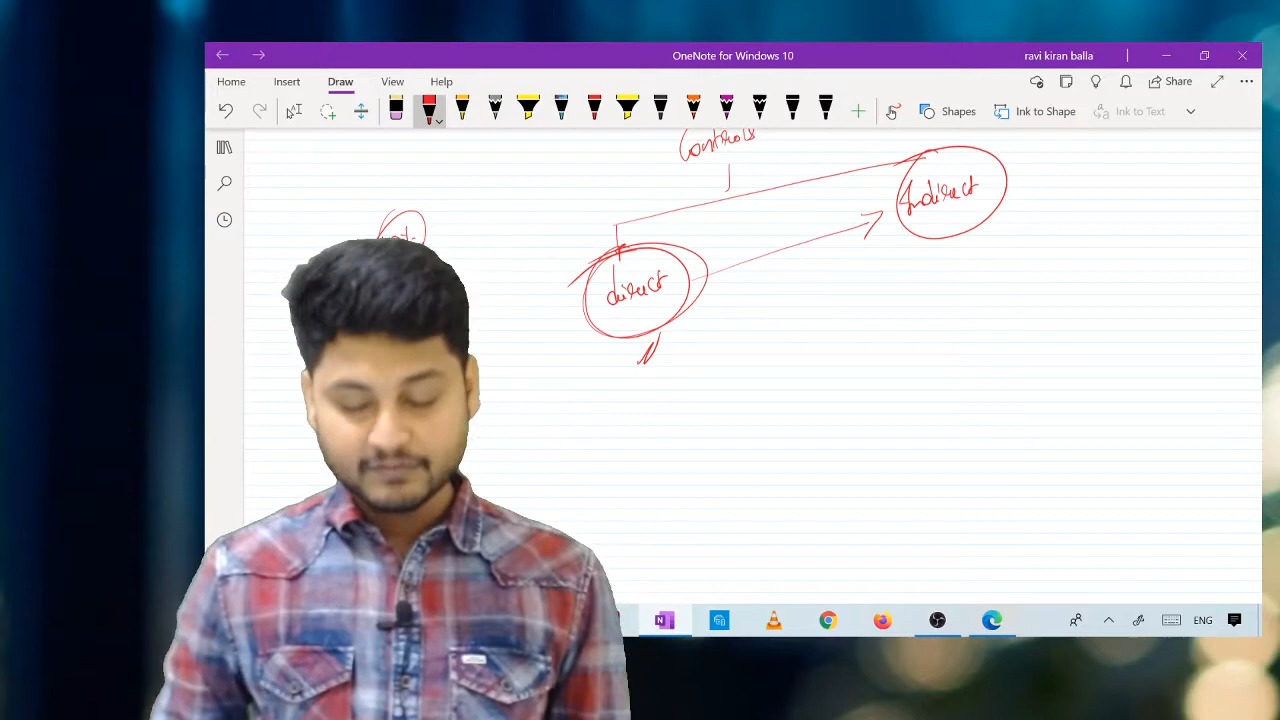 OneNote for Windows 10
ravi kiran balla
Home Insert Draw View Help
Share
Shapes
Ink to Shape
Ink to Text
Controls
Indirect
direct
ENG